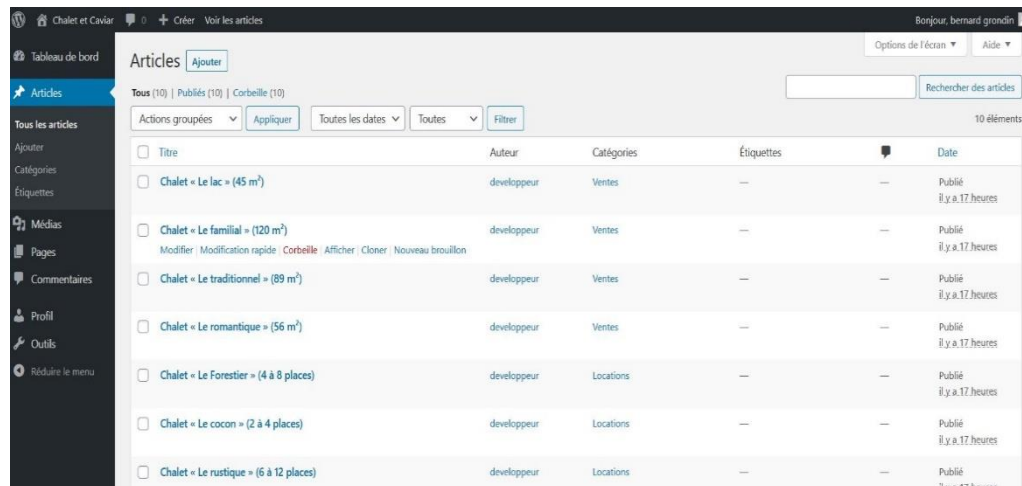 Chalet et Caviar 0 Créer Voir les articles Bonjour, bernard grondin
Options de l'écran ▼ Aide ▼
Tableau de bord
Articles Ajouter
Articles
Tous (10) | Publiés (10) | Corbeille (10) Rechercher des articles
Tous les articles
Actions groupées Appliquer Toutes les dates Toutes Filtrer 10 éléments
Ajouter
Catégories
Étiquettes
Médias
Pages
Commentaires
Profil
Outils
Réduire le menu
Titre Auteur Catégories Étiquettes Date
Chalet « Le lac » (45 m²) developpeur Ventes — — Publié
il y a 17 heures
Chalet « Le familial » (120 m²) developpeur Ventes — — Publié
Modifier | Modification rapide | Corbeille | Afficher | Cloner | Nouveau brouillon il y a 17 heures
Chalet « Le traditionnel » (89 m²) developpeur Ventes — — Publié
il y a 17 heures
Chalet « Le romantique » (56 m²) developpeur Ventes — — Publié
il y a 17 heures
Chalet « Le Forestier » (4 à 8 places) developpeur Locations — — Publié
il y a 17 heures
Chalet « Le cocon » (2 à 4 places) developpeur Locations — — Publié
il y a 17 heures
Chalet « Le rustique » (6 à 12 places) developpeur Locations — — Publié